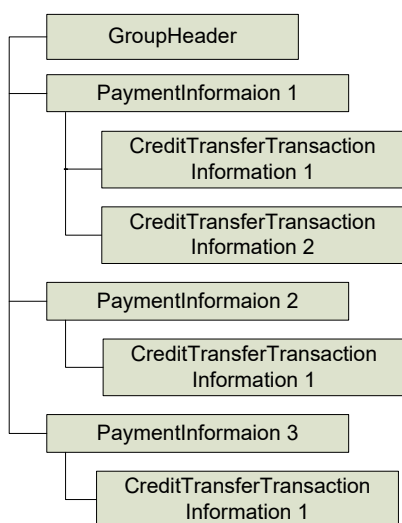 GroupHeader
PaymentInformaion 1
CreditTransferTransaction
Information 1
CreditTransferTransaction
Information 2
PaymentInformaion 2
CreditTransferTransaction
Information 1
PaymentInformaion 3
CreditTransferTransaction
Information 1